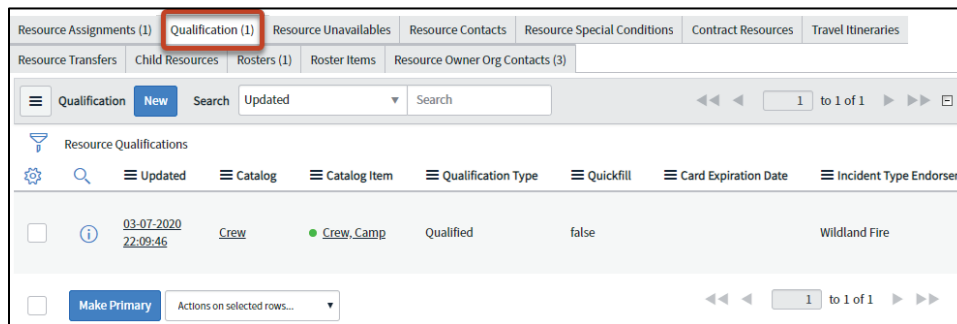 Resource Assignments (1) Qualification (1) Resource Unavailables Resource Contacts Resource Special Conditions Contract Resources Travel Itineraries
Resource Transfers Child Resources Rosters (1) Roster Items Resource Owner Org Contacts (3)
Qualification New Search Updated Search 1 to 1 of 1
Resource Qualifications
Updated Catalog Catalog Item Qualification Type Quickfill Card Expiration Date Incident Type Endorser
03-07-2020 22:09:46 Crew Crew, Camp Qualified false Wildland Fire
Make Primary Actions on selected rows... 1 to 1 of 1